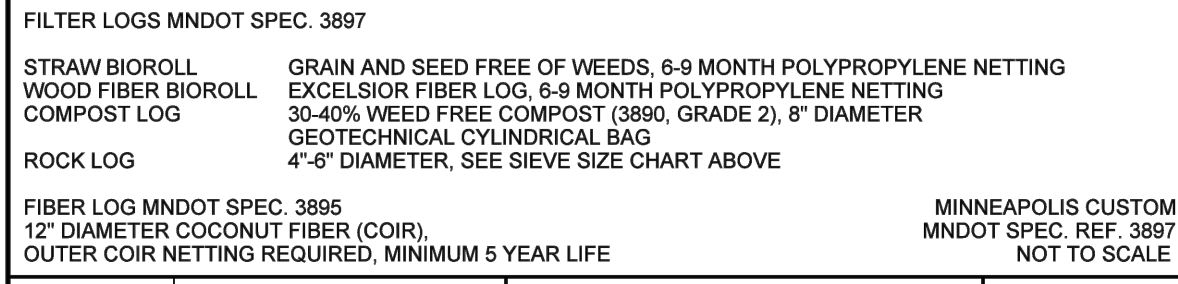 FILTER LOGS MNDOT SPEC. 3897
STRAW BIOROLL GRAIN AND SEED FREE OF WEEDS, 6-9 MONTH POLYPROPYLENE NETTING
WOOD FIBER BIOROLL EXCELSIOR FIBER LOG, 6-9 MONTH POLYPROPYLENE NETTING
COMPOST LOG 30-40% WEED FREE COMPOST (3890, GRADE 2), 8" DIAMETER
GEOTECHNICAL CYLINDRICAL BAG
ROCK LOG 4"-6" DIAMETER, SEE SIEVE SIZE CHART ABOVE
FIBER LOG MNDOT SPEC. 3895
12" DIAMETER COCONUT FIBER (COIR),
OUTER COIR NETTING REQUIRED, MINIMUM 5 YEAR LIFE
MINNEAPOLIS CUSTOM
MNDOT SPEC. REF. 3897
NOT TO SCALE